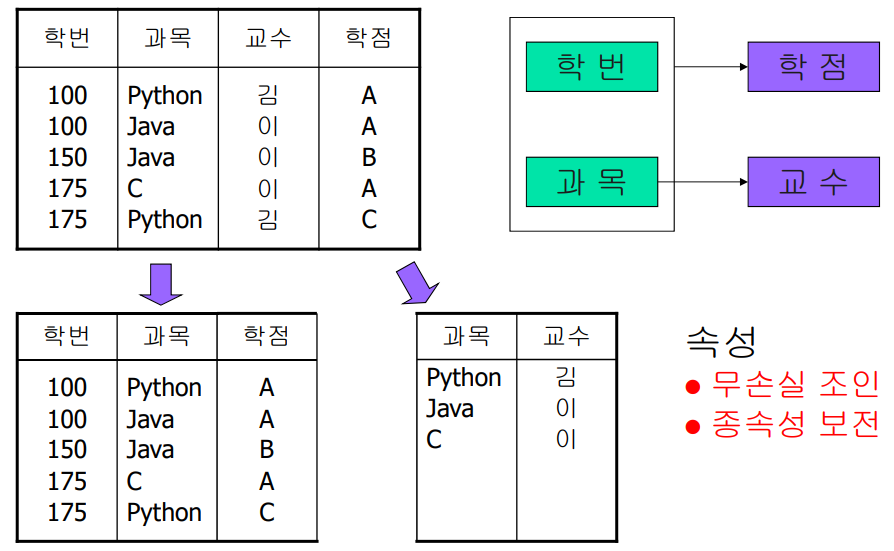 학번 과목 교수 학점
100 Python 김 A
100 Java 이 A
150 Java 이 B
175 C 이 A
175 Python 김 C
학 번 학 점
과 목 교 수
학번 과목 학점
100 Python A
100 Java A
150 Java B
175 C A
175 Python C
과목 교수
Python 김
Java 이
C 이
속성
● 무손실 조인
● 종속성 보전